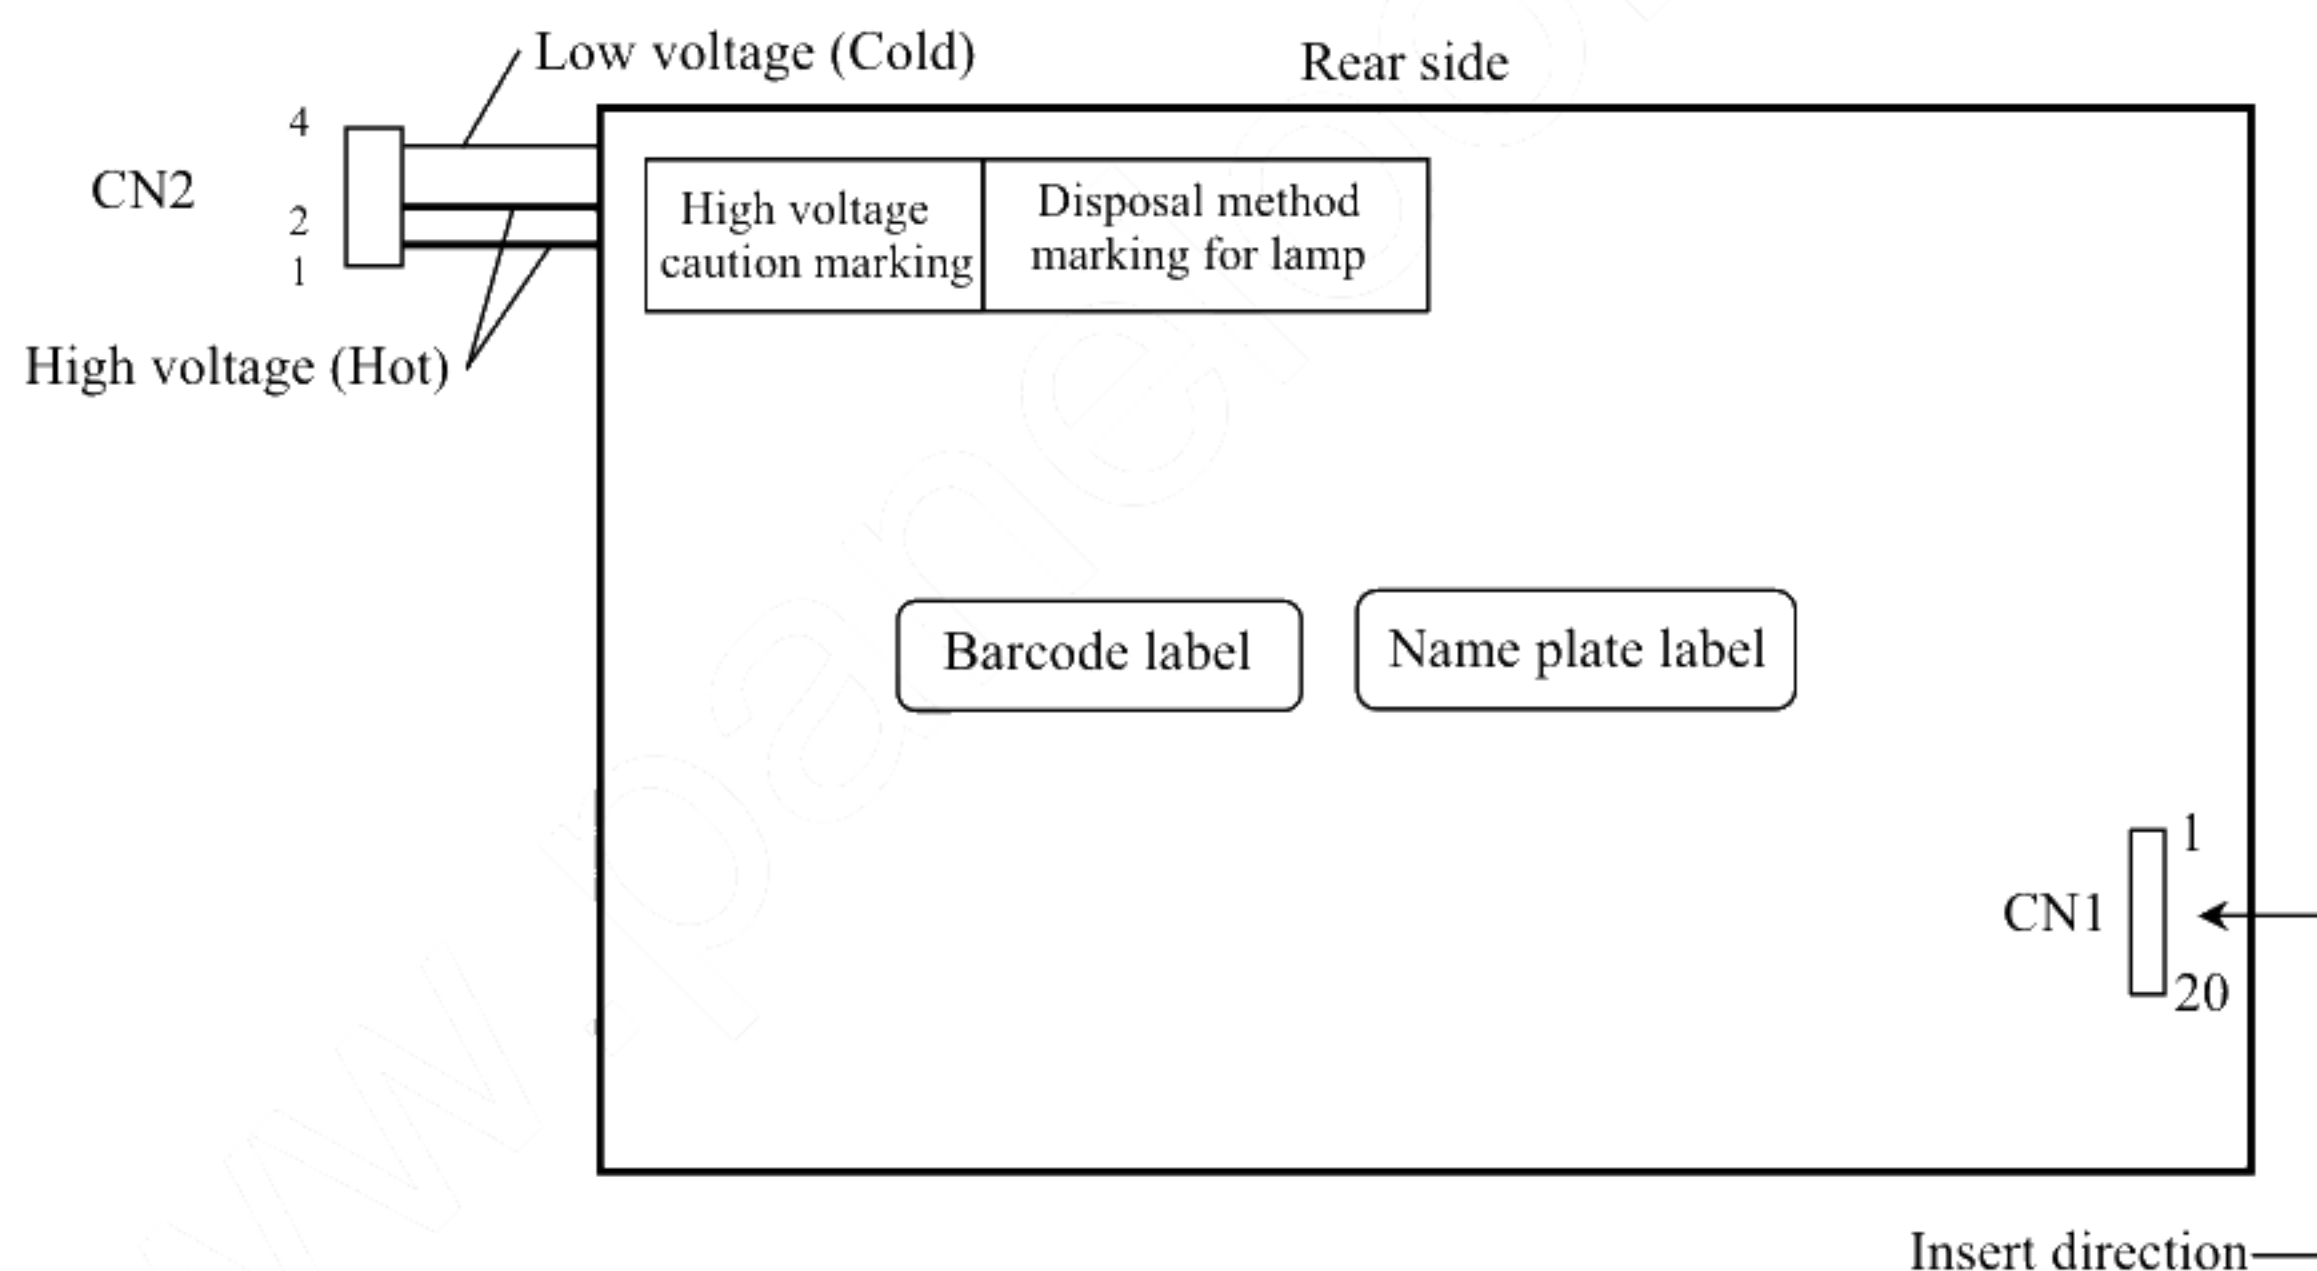 Low voltage (Cold)
Rear side
4
CN2
2
1
High voltage (Hot)
High voltage
caution marking
Disposal method
marking for lamp
Barcode label
Name plate label
1
CN1
20
Insert direction